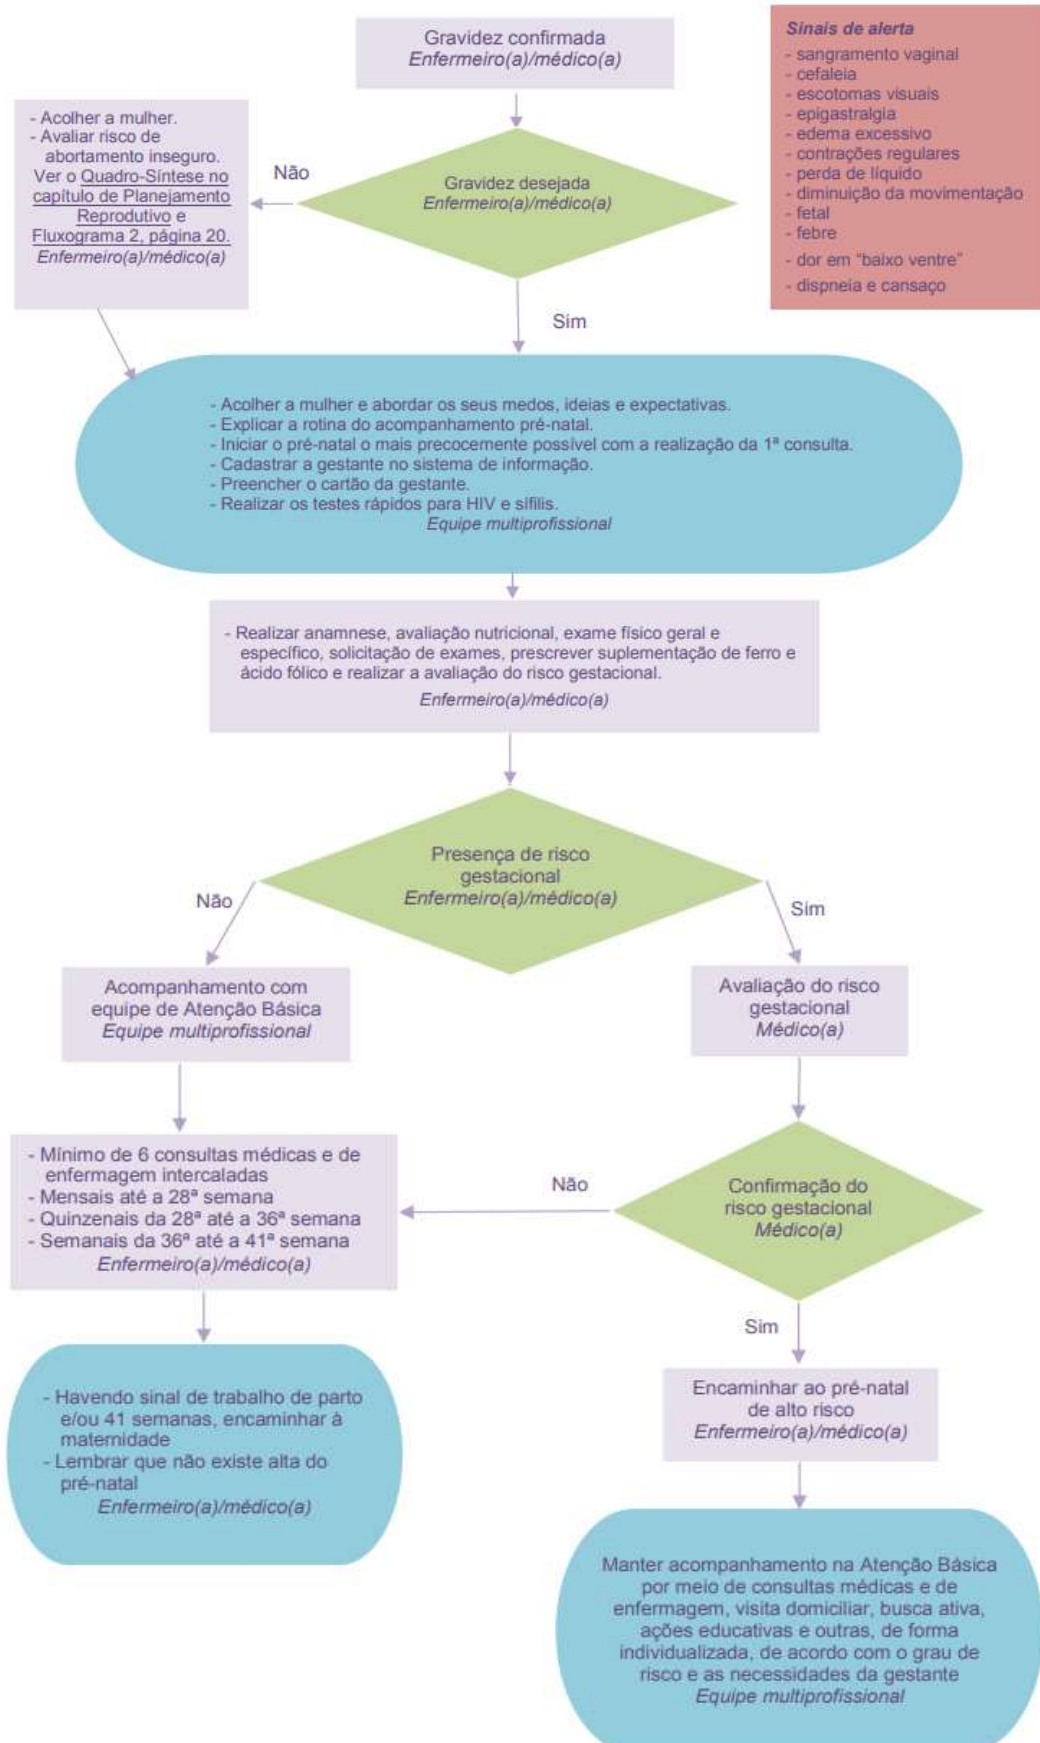 Gravidez confirmada
Enfermeiro(a)/médico(a)
Sinais de alerta
- sangramento vaginal
- cefaleia
- escotomas visuais
- epigastralgia
- edema excessivo
- contrações regulares
- perda de líquido
- diminuição da movimentação
- fetal
- febre
- dor em “baixo ventre”
- dispneia e cansaço
- Acolher a mulher.
- Avaliar risco de
abortamento inseguro.
Ver o Quadro-Síntese no
capítulo de Planejamento
Reprodutivo e
Fluxograma 2, página 20.
Enfermeiro(a)/médico(a)
Não
Gravidez desejada
Enfermeiro(a)/médico(a)
Sim
- Acolher a mulher e abordar os seus medos, ideias e expectativas.
- Explicar a rotina do acompanhamento pré-natal.
- Iniciar o pré-natal o mais precocemente possível com a realização da 1ª consulta.
- Cadastrar a gestante no sistema de informação.
- Preencher o cartão da gestante.
- Realizar os testes rápidos para HIV e sífilis.
Equipe multiprofissional
- Realizar anamnese, avaliação nutricional, exame físico geral e
específico, solicitação de exames, prescrever suplementação de ferro e
ácido fólico e realizar a avaliação do risco gestacional.
Enfermeiro(a)/médico(a)
Presença de risco
gestacional
Enfermeiro(a)/médico(a)
Não
Sim
Acompanhamento com
equipe de Atenção Básica
Equipe multiprofissional
Avaliação do risco
gestacional
Médico(a)
- Mínimo de 6 consultas médicas e de
enfermagem intercaladas
- Mensais até a 28ª semana
- Quinzenais da 28ª até a 36ª semana
- Semanais da 36ª até a 41ª semana
Enfermeiro(a)/médico(a)
Não
Confirmação do
risco gestacional
Médico(a)
Sim
- Havendo sinal de trabalho de parto
e/ou 41 semanas, encaminhar à
maternidade
- Lembrar que não existe alta do
pré-natal
Enfermeiro(a)/médico(a)
Encaminhar ao pré-natal
de alto risco
Enfermeiro(a)/médico(a)
Manter acompanhamento na Atenção Básica
por meio de consultas médicas e de
enfermagem, visita domiciliar, busca ativa,
ações educativas e outras, de forma
individualizada, de acordo com o grau de
risco e as necessidades da gestante
Equipe multiprofissional